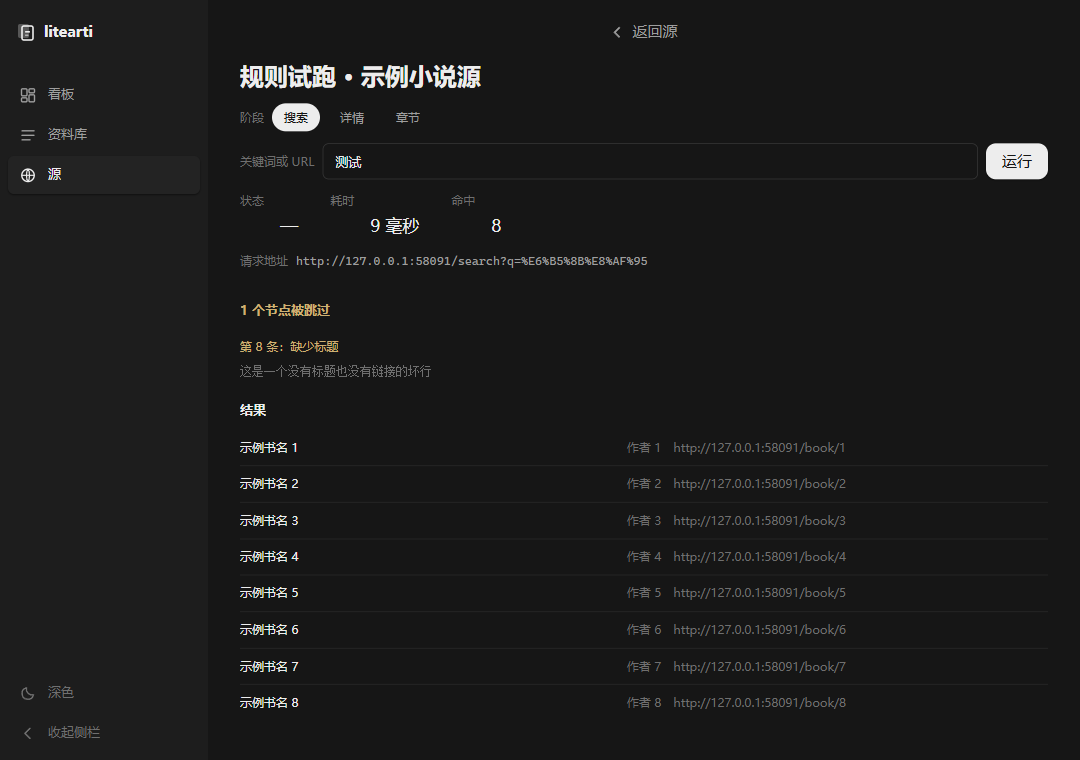 litearti
看板
资料库
源
深色
收起侧栏
返回源
规则试跑・示例小说源
阶段 搜索 详情 章节
关键词或 URL 测试 运行
状态 耗时 命中
— 9 毫秒 8
请求地址 http://127.0.0.1:58091/search?q=%E6%B5%8B%E8%AF%95
1 个节点被跳过
第 8 条：缺少标题
这是一个没有标题也没有链接的坏行
结果
示例书名 1 作者 1 http://127.0.0.1:58091/book/1
示例书名 2 作者 2 http://127.0.0.1:58091/book/2
示例书名 3 作者 3 http://127.0.0.1:58091/book/3
示例书名 4 作者 4 http://127.0.0.1:58091/book/4
示例书名 5 作者 5 http://127.0.0.1:58091/book/5
示例书名 6 作者 6 http://127.0.0.1:58091/book/6
示例书名 7 作者 7 http://127.0.0.1:58091/book/7
示例书名 8 作者 8 http://127.0.0.1:58091/book/8